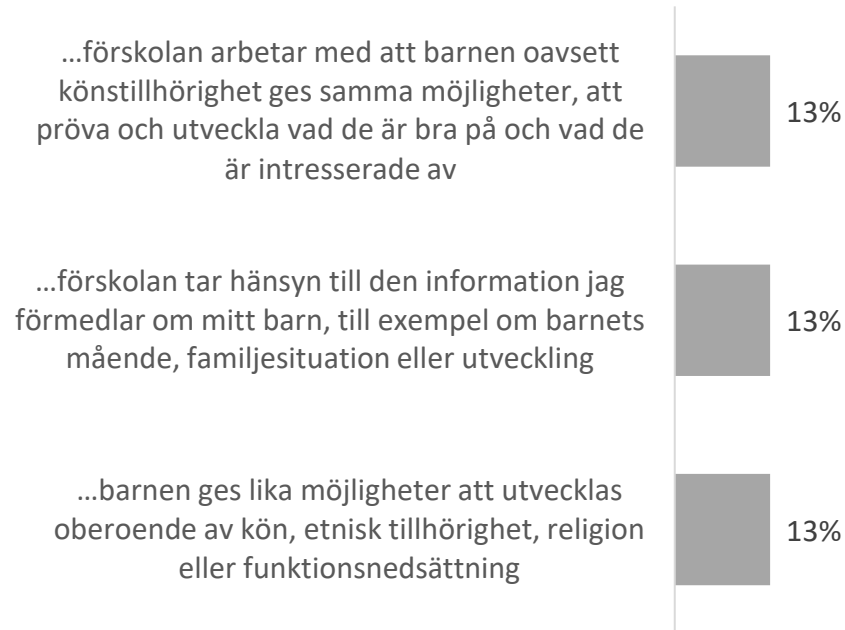 ...förskolan arbetar med att barnen oavsett
könstillhörighet ges samma möjligheter, att
pröva och utveckla vad de är bra på och vad de
är intresserade av
13%
...förskolan tar hänsyn till den information jag
förmedlar om mitt barn, till exempel om barnets
mående, familjesituation eller utveckling
13%
...barnen ges lika möjligheter att utvecklas
oberoende av kön, etnisk tillhörighet, religion
eller funktionsnedsättning
13%